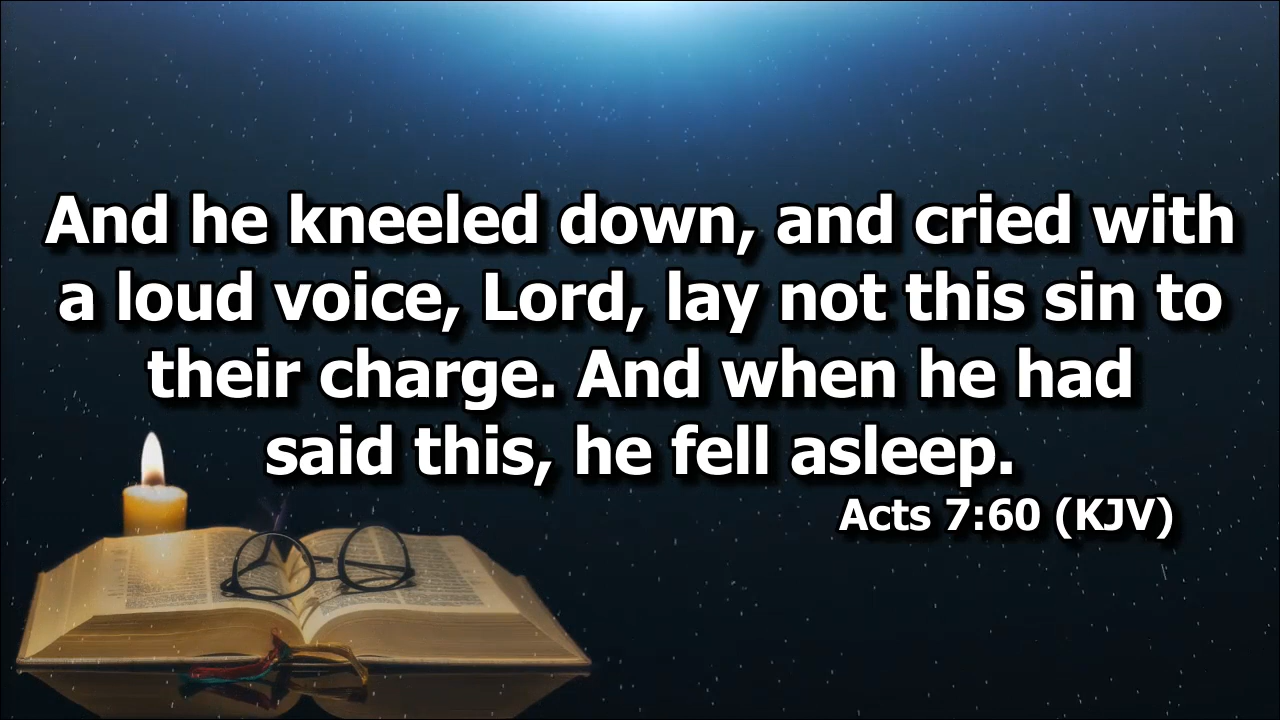 And he kneeled down, and cried with
a loud voice, Lord, lay not this sin to
their charge. And when he had
said this, he fell asleep.
Acts 7:60 (KJV)